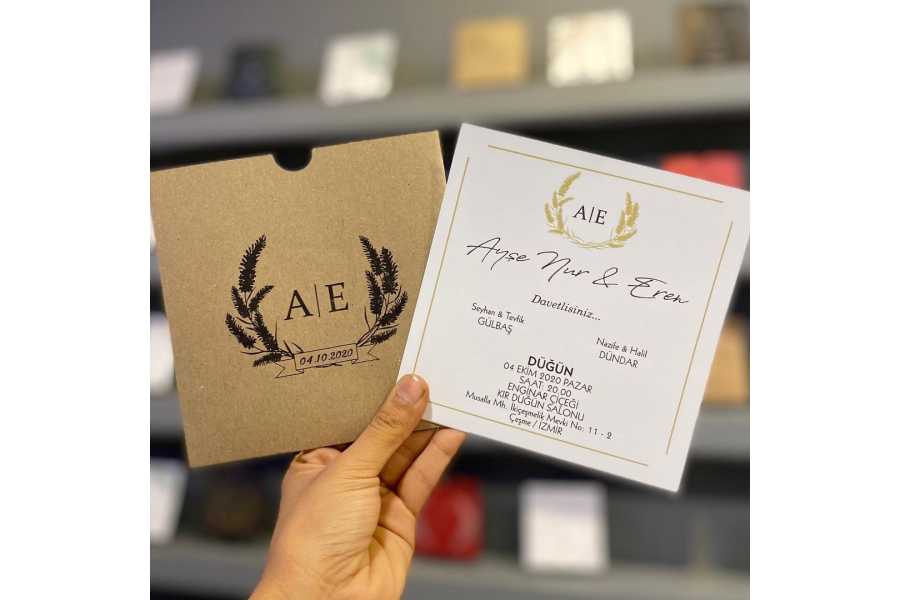 A|E
04.10.2020
A|E
Ayşe Nur & Eren
Davetlisiniz...
Seyhan & Tevfik
GÜLBAŞ
Nazife & Halil
DÜNDAR
DÜĞÜN
04 EKİM 2020 PAZAR
SAAT: 20.00
ENGİNAR ÇİÇEĞİ
KIR DÜĞÜN SALONU
Musalla Mh. İkiçeşmelik Mevki No: 11 - 2
Çeşme / İZMİR